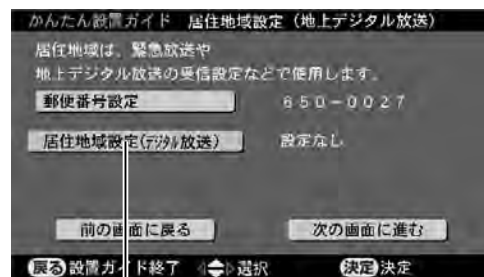 かんたん設置ガイド 居住地域設定(地上デジタル放送)
居住地域は、緊急放送や
地上デジタル放送の受信設定などで使用します。
郵便番号設定 650-0027
居住地域設定(デジタル放送) 設定なし
前の画面に戻る 次の画面に進む
戻る 設置ガイド終了 選択 決定 決定